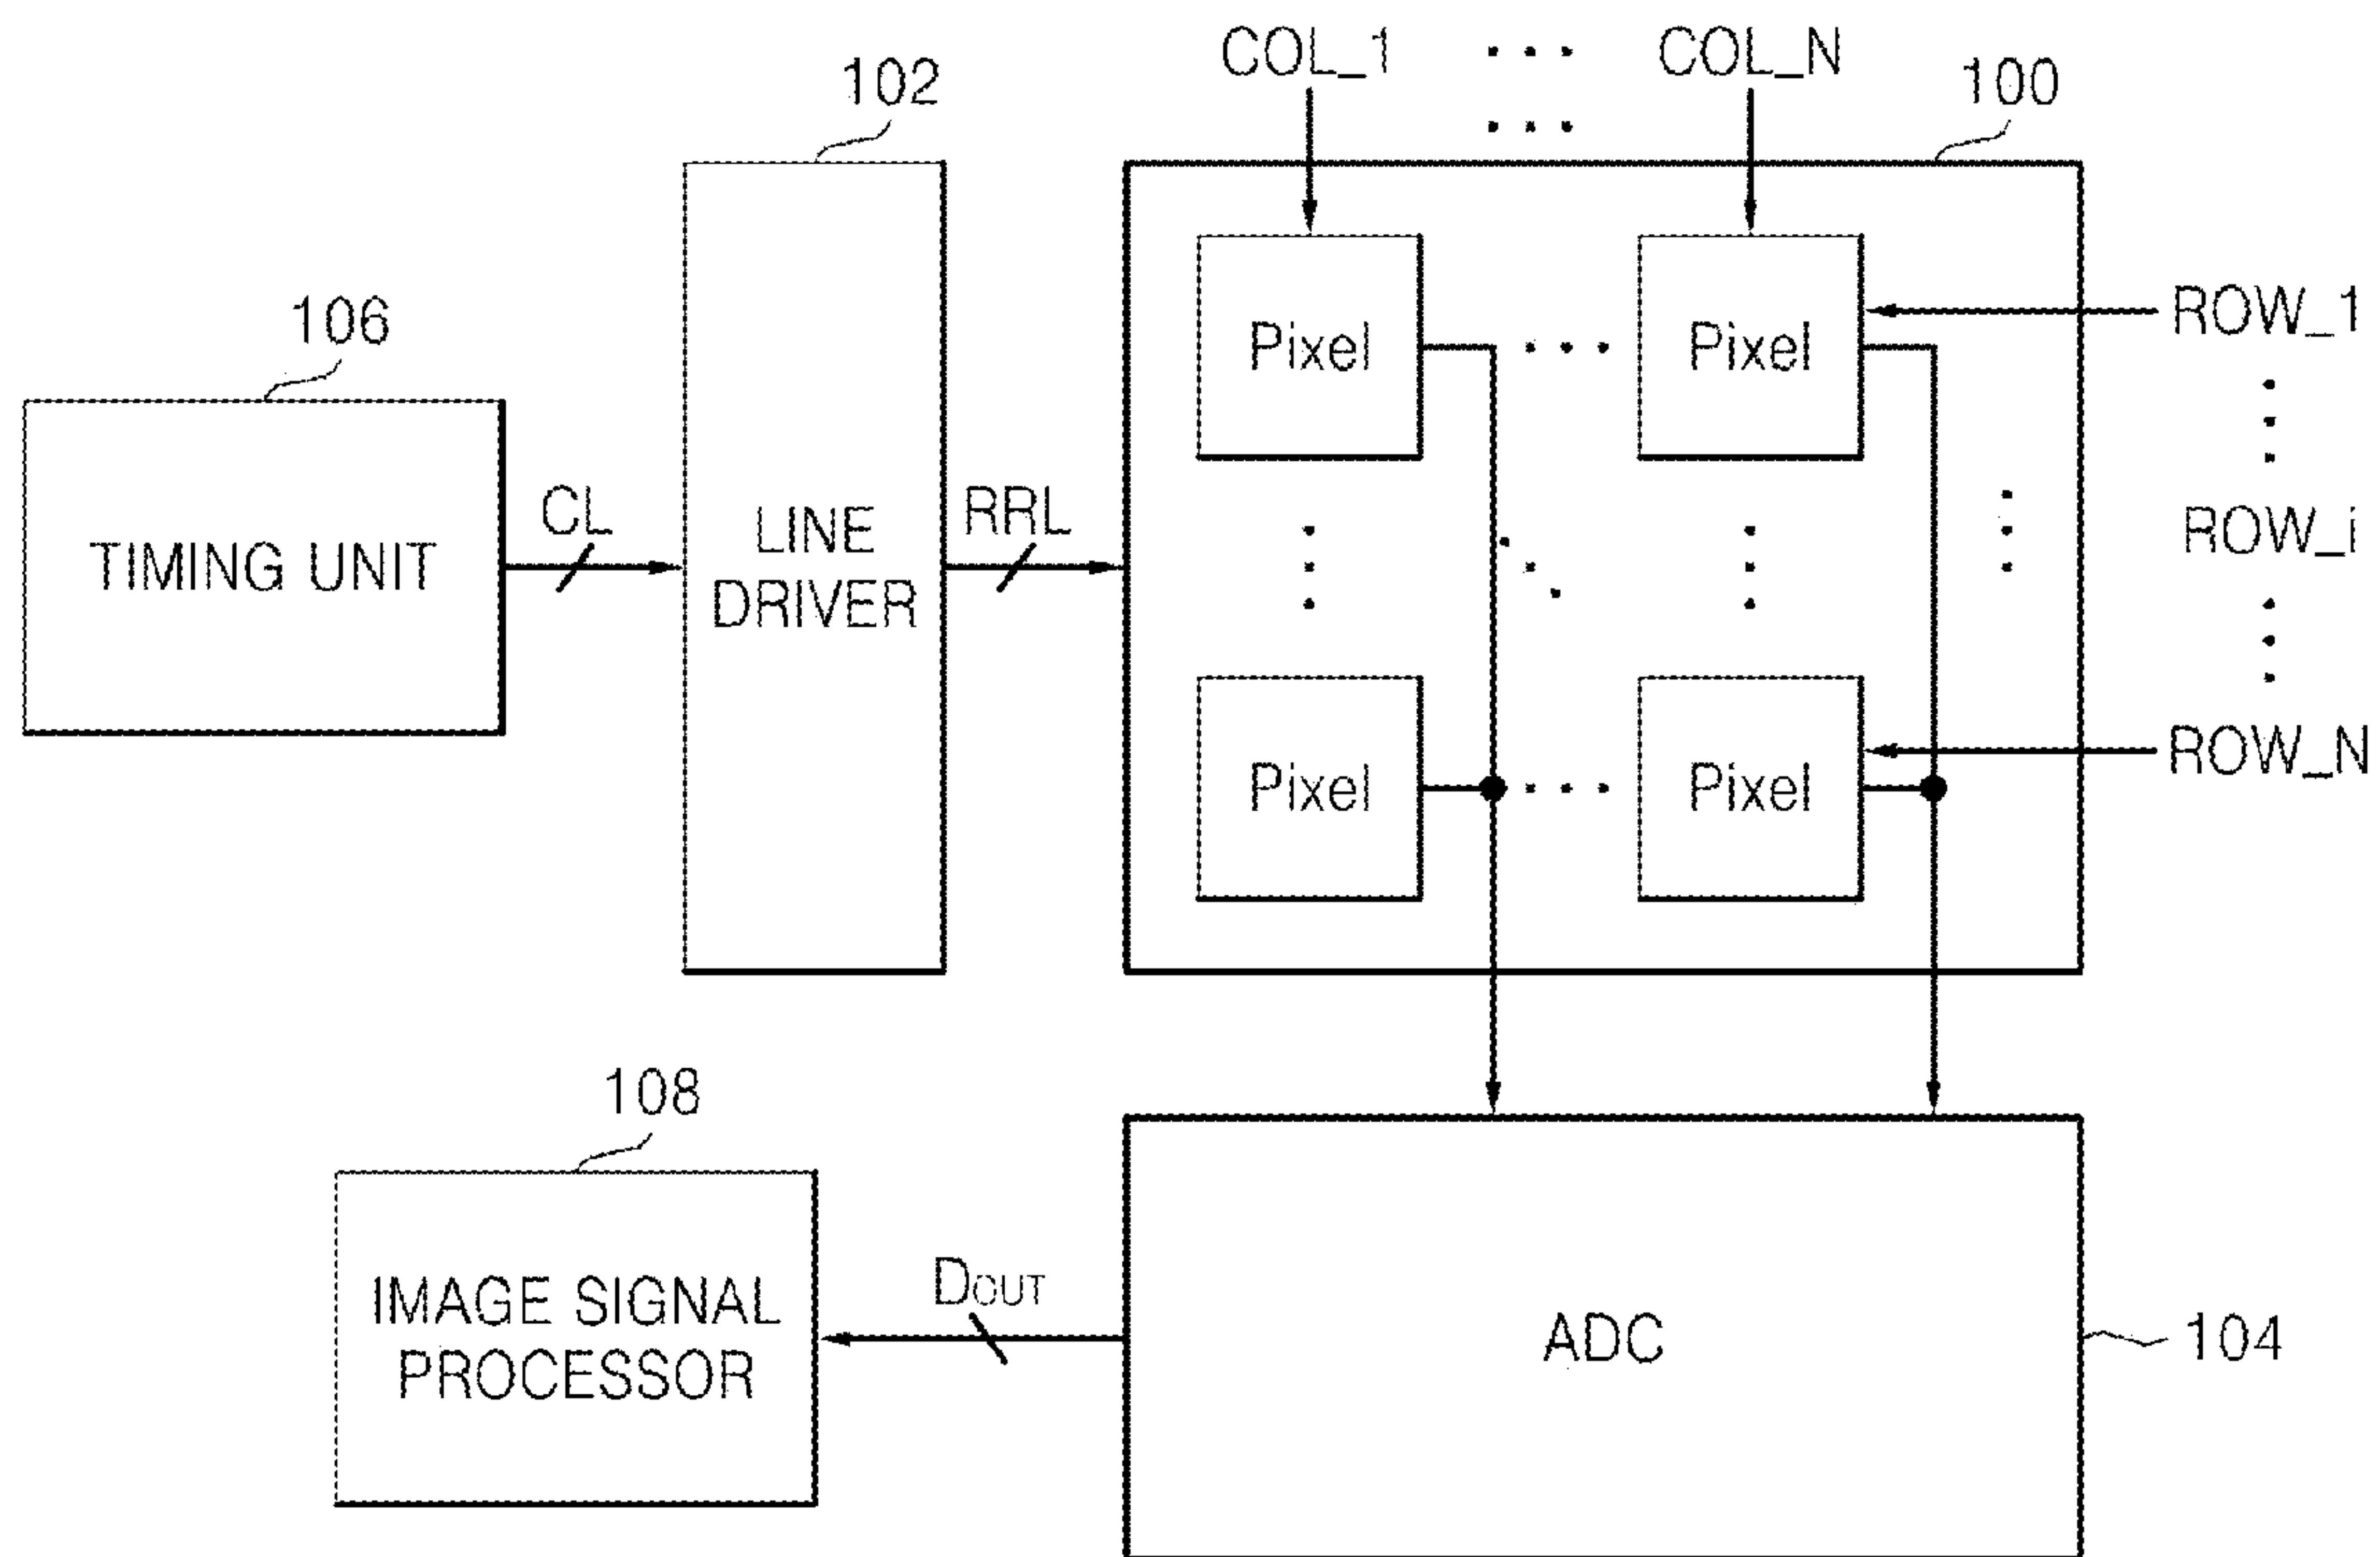 COL_1 ... COL_N
...
102
100
106
Pixel ... Pixel
ROW_1
CL
LINE
DRIVER
RRL
TIMING UNIT
ROW_i
Pixel ... Pixel
ROW_N
108
IMAGE SIGNAL
PROCESSOR
DOUT
ADC
104